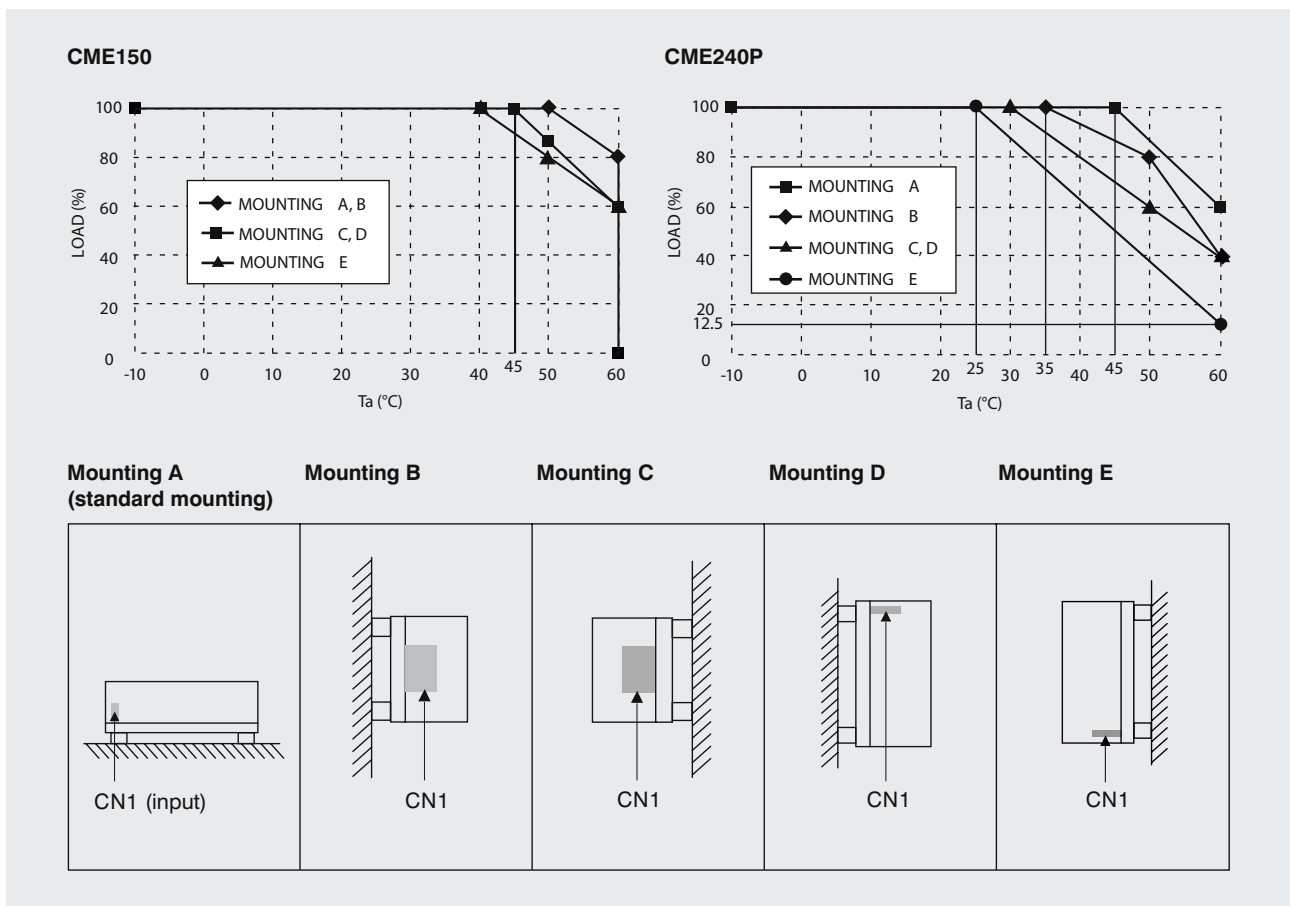 CME150
CME240P
100
80
60
40
20
0
LOAD (%)
MOUNTING A, B
MOUNTING C, D
MOUNTING E
-10 0 10 20 30 40 45 50 60
Ta (°C)
100
80
60
40
20
12.5
0
LOAD (%)
MOUNTING A
MOUNTING B
MOUNTING C, D
MOUNTING E
-10 0 10 20 25 30 35 40 45 50 60
Ta (°C)
Mounting A
(standard mounting)
Mounting B
Mounting C
Mounting D
Mounting E
CN1 (input)
CN1
CN1
CN1
CN1